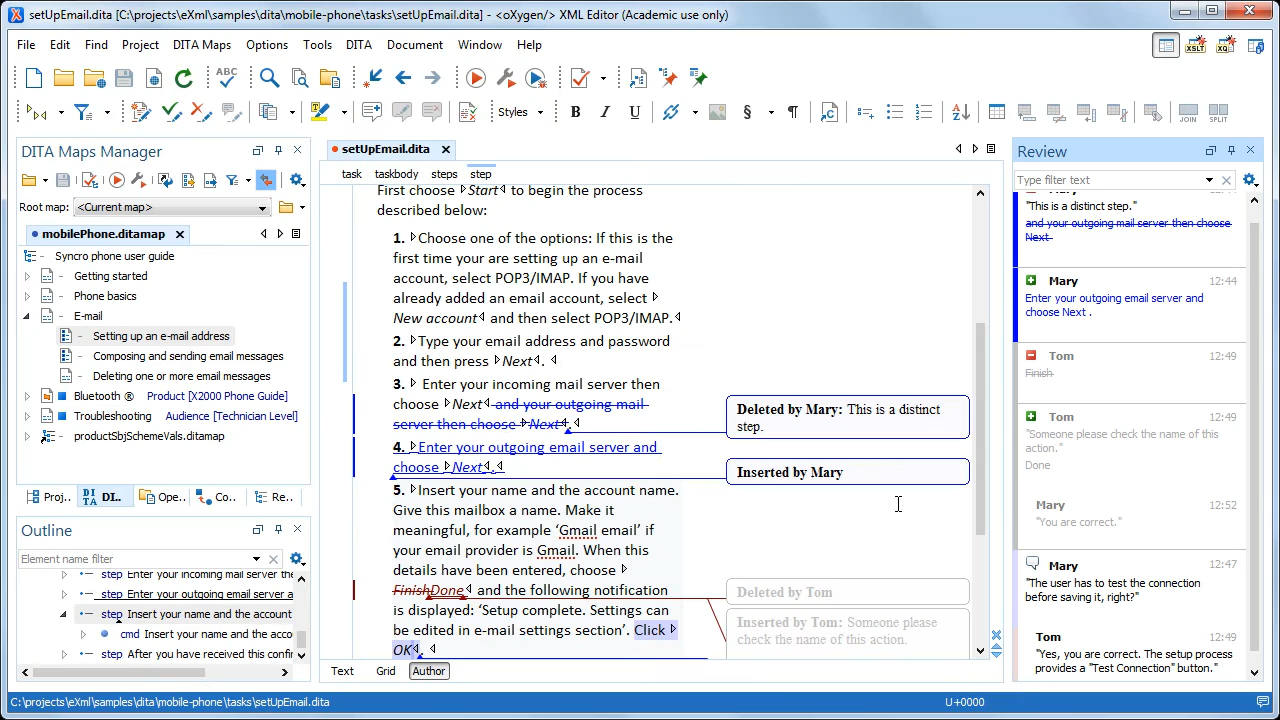 setUpEmail.dita [C:\projects\eXml\samples\dita\mobile-phone\tasks\setUpEmail.dita] - <oXygen/> XML Editor (Academic use only)
File Edit Find Project DITA Maps Options Tools DITA Document Window Help
XSLT XQ
ABC
Styles B I U § ¶ JOIN SPLIT
DITA Maps Manager
Root map: <Current map>
mobilePhone.ditamap
Syncro phone user guide
Getting started
Phone basics
E-mail
Setting up an e-mail address
Composing and sending email messages
Deleting one or more email messages
Bluetooth ® Product [X2000 Phone Guide]
Troubleshooting Audience [Technician Level]
productSbjSchemeVals.ditamap
Proj.. DITA DI.. Ope.. Co.. Re..
Outline
Element name filter
step Enter your incoming mail server the
step Enter your outgoing email server a
step Insert your name and the account
cmd Insert your name and the acco
step After you have received this confir
setUpEmail.dita
task taskbody steps step
First choose Start to begin the process
described below:
1. Choose one of the options: If this is the
first time your are setting up an e-mail
account, select POP3/IMAP. If you have
already added an email account, select
New account and then select POP3/IMAP.
2. Type your email address and password
and then press Next .
3. Enter your incoming mail server then
choose Next and your outgoing mail
server then choose Next .
4. Enter your outgoing email server and
choose Next .
5. Insert your name and the account name.
Give this mailbox a name. Make it
meaningful, for example ‘Gmail email’ if
your email provider is Gmail. When this
details have been entered, choose
FinishDone and the following notification
is displayed: ‘Setup complete. Settings can
be edited in e-mail settings section’. Click
OK .
Deleted by Mary: This is a distinct
step.
Inserted by Mary
Deleted by Tom
Inserted by Tom: Someone please
check the name of this action.
Text Grid Author
Review
Type filter text
"This is a distinct step."
and your outgoing mail server then choose
Next
Mary 12:44
Enter your outgoing email server and
choose Next .
Tom 12:49
Finish
Tom 12:49
"Someone please check the name of this
action."
Done
Mary 12:52
"You are correct."
Mary 12:47
"The user has to test the connection
before saving it, right?"
Tom 12:49
"Yes, you are correct. The setup process
provides a "Test Connection" button."
C:\projects\eXml\samples\dita\mobile-phone\tasks\setUpEmail.dita U+0000